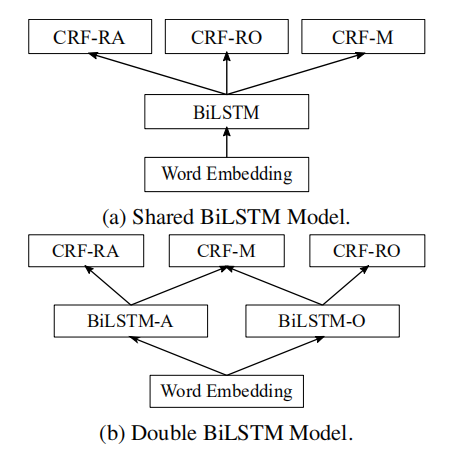 CRF-RA CRF-RO CRF-M
BiLSTM
Word Embedding
(a) Shared BiLSTM Model.
CRF-RA CRF-M CRF-RO
BiLSTM-A BiLSTM-O
Word Embedding
(b) Double BiLSTM Model.